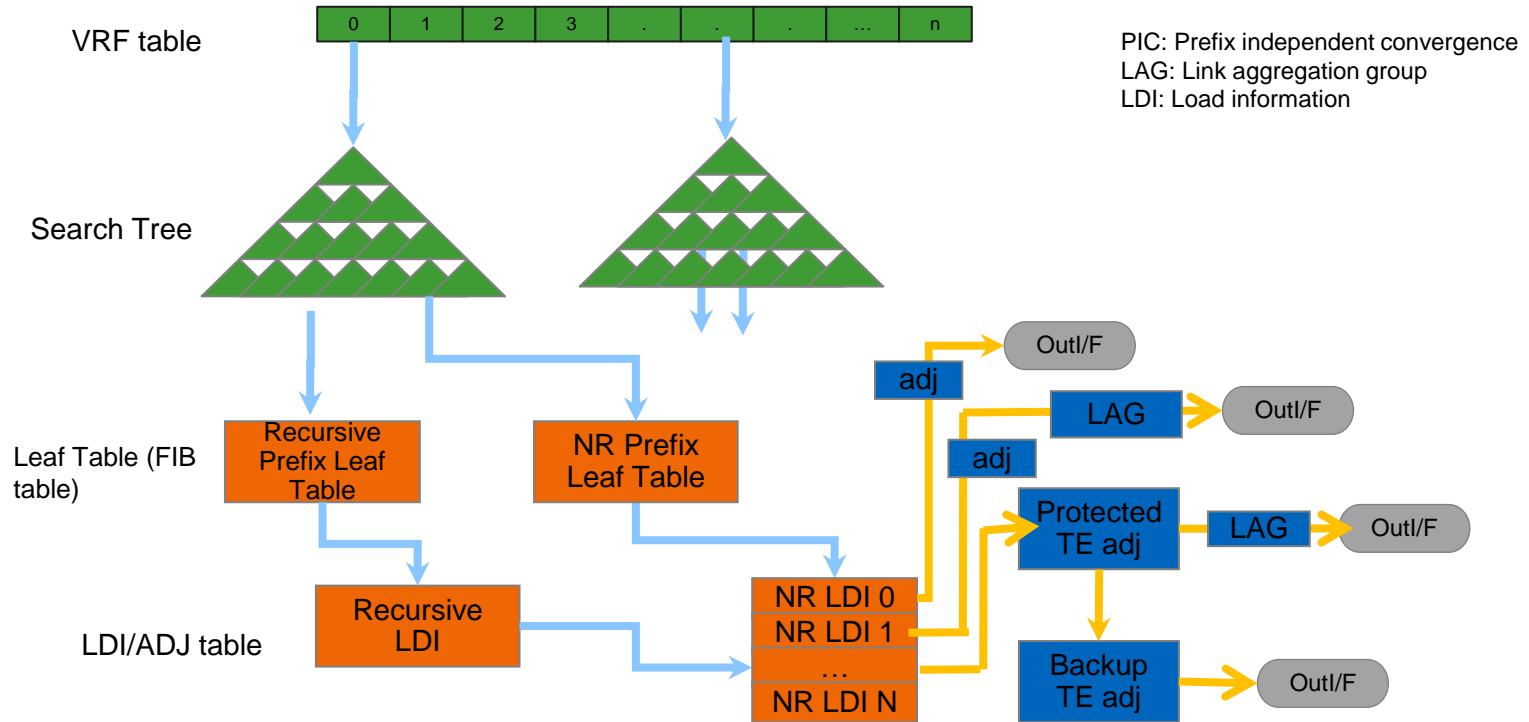 VRF table
0 1 2 3 . . . ... n
PIC: Prefix independent convergence
LAG: Link aggregation group
LDI: Load information
Search Tree
OutI/F
adj
LAG
OutI/F
adj
Leaf Table (FIB
table)
Recursive
Prefix Leaf
Table
NR Prefix
Leaf Table
Protected
TE adj
LAG
OutI/F
LDI/ADJ table
Recursive
LDI
NR LDI 0
NR LDI 1
...
NR LDI N
Backup
TE adj
OutI/F